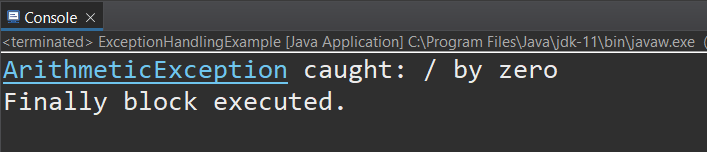 Console
<terminated> ExceptionHandlingExample [Java Application] C:\Program Files\Java\jdk-11\bin\javaw.exe (
ArithmeticException caught: / by zero
Finally block executed.